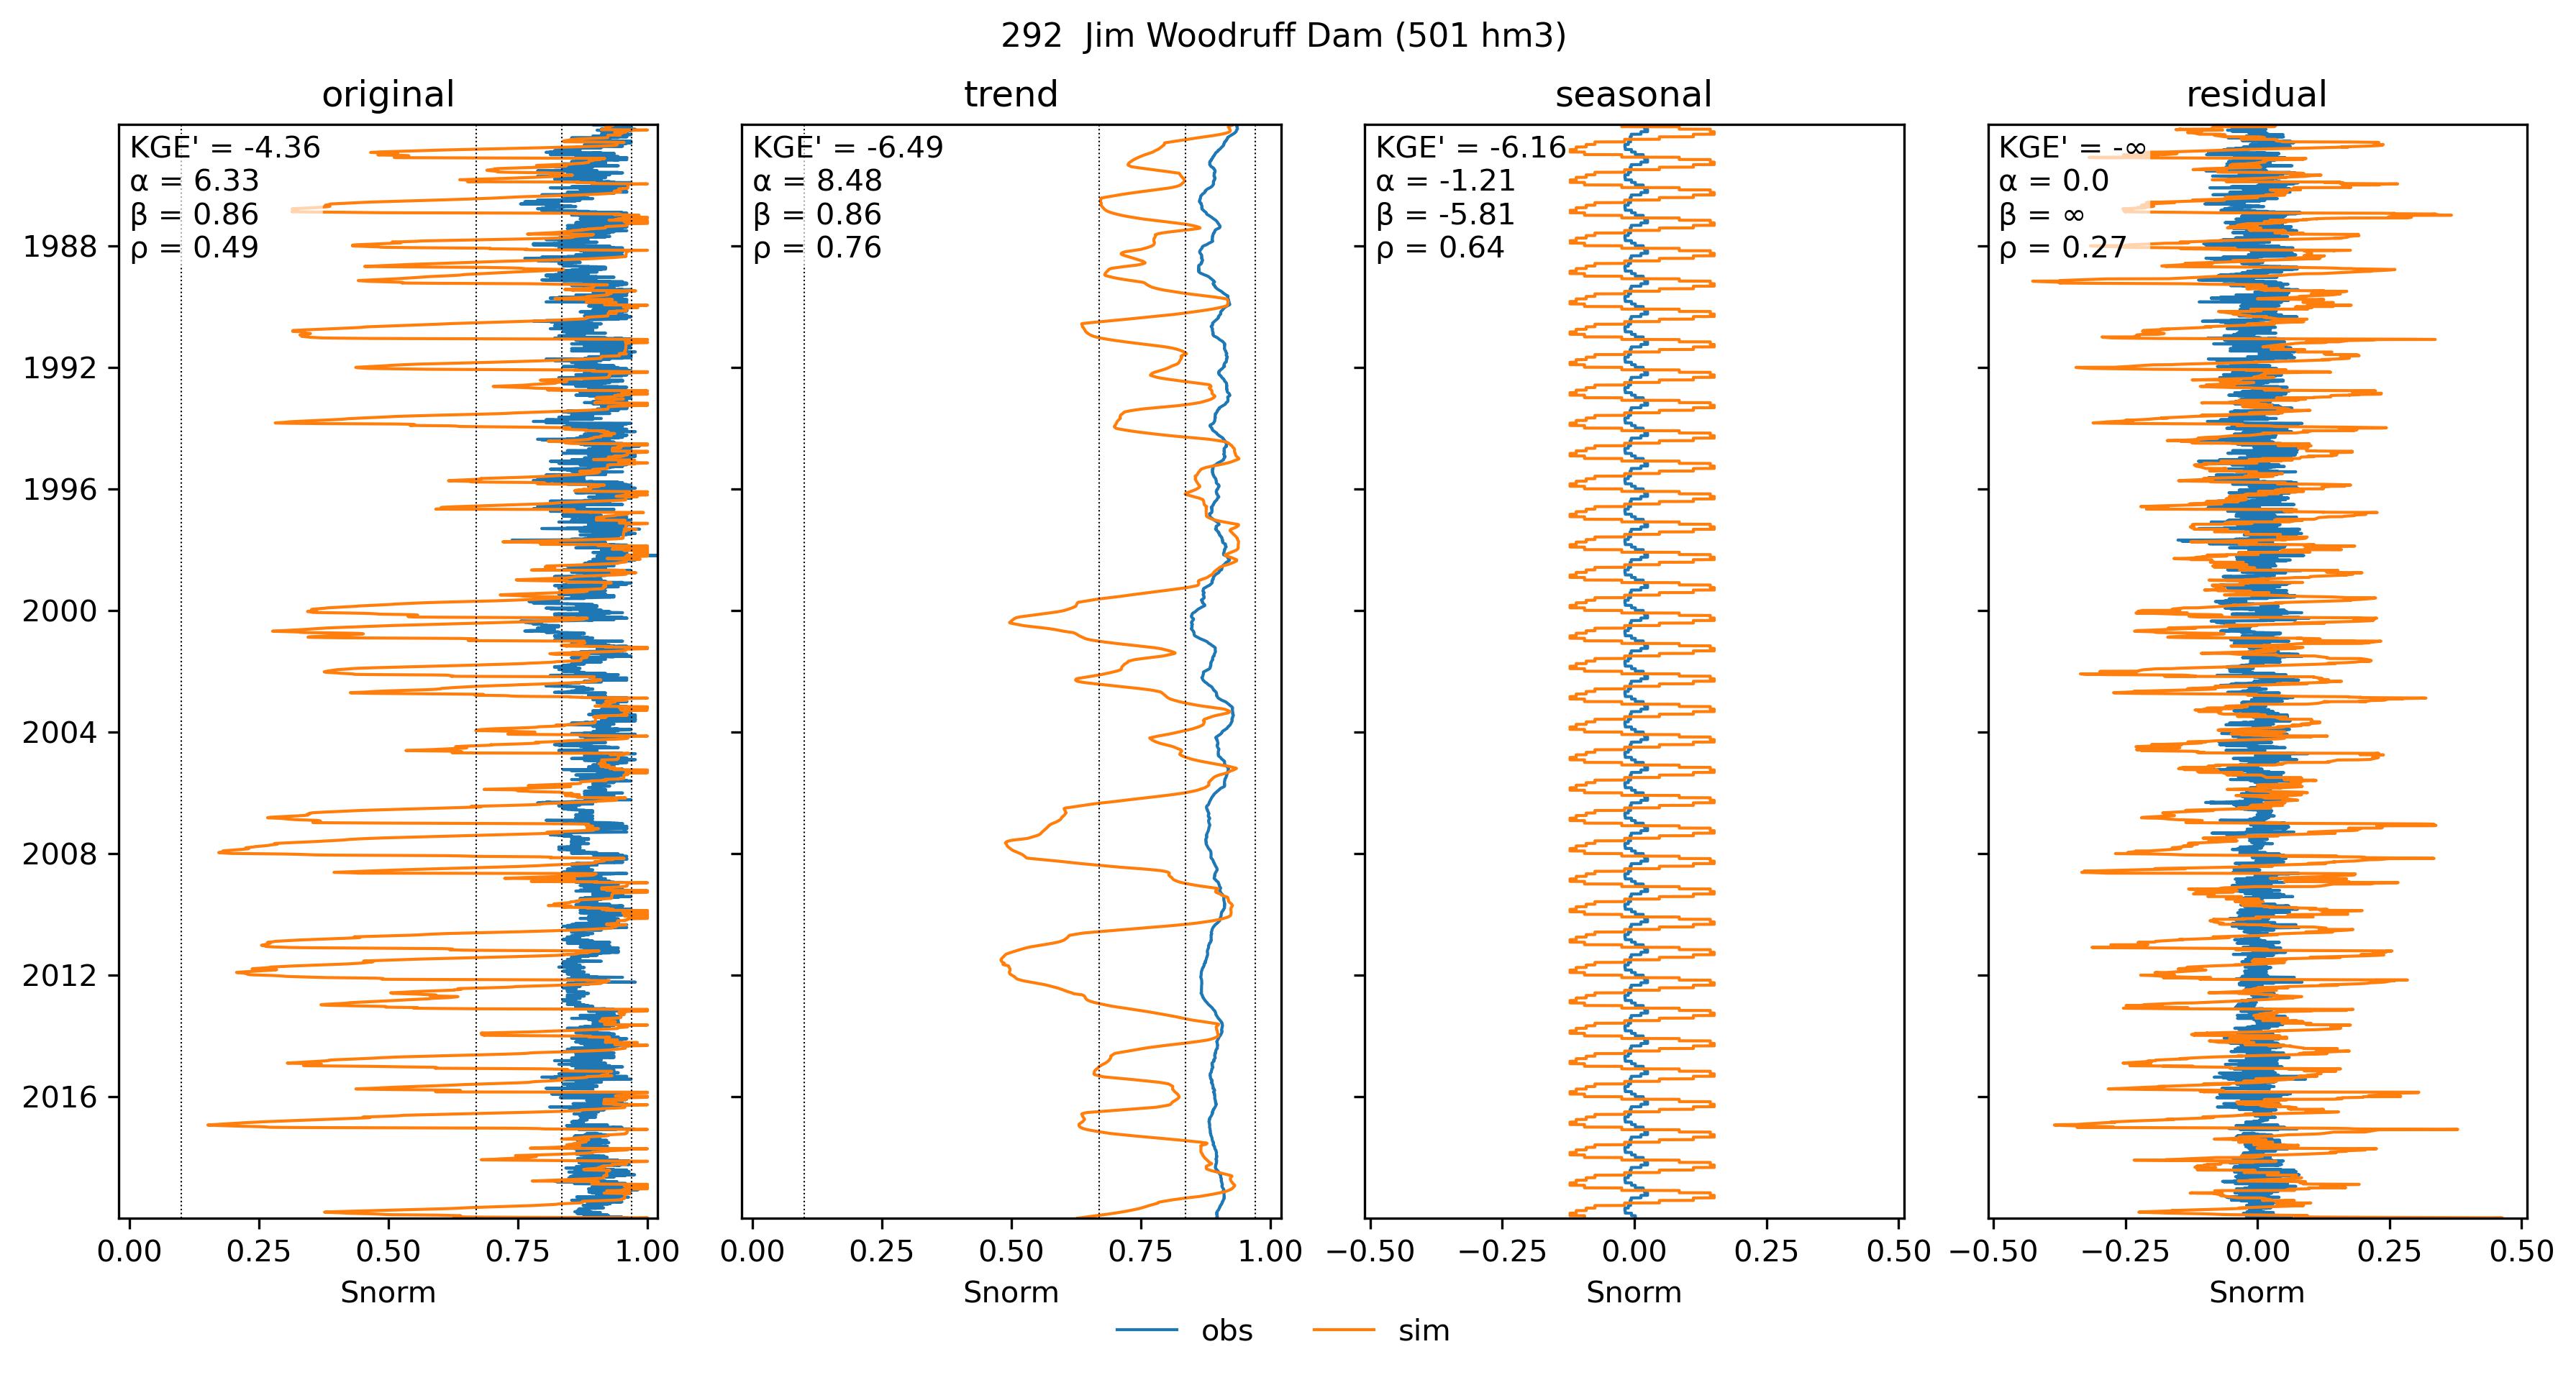 292  Jim Woodruff Dam (501 hm3)
original
trend
seasonal
residual
KGE' = -4.36
α = 6.33
β = 0.86
ρ = 0.49
KGE' = -6.49
α = 8.48
β = 0.86
ρ = 0.76
KGE' = -6.16
α = -1.21
β = -5.81
ρ = 0.64
KGE' = -∞
α = 0.0
β = ∞
ρ = 0.27
1988
1992
1996
2000
2004
2008
2012
2016
0.00 0.25 0.50 0.75 1.00
0.00 0.25 0.50 0.75 1.00
−0.50 −0.25 0.00 0.25 0.50
−0.50 −0.25 0.00 0.25 0.50
Snorm
Snorm
Snorm
Snorm
obs
sim